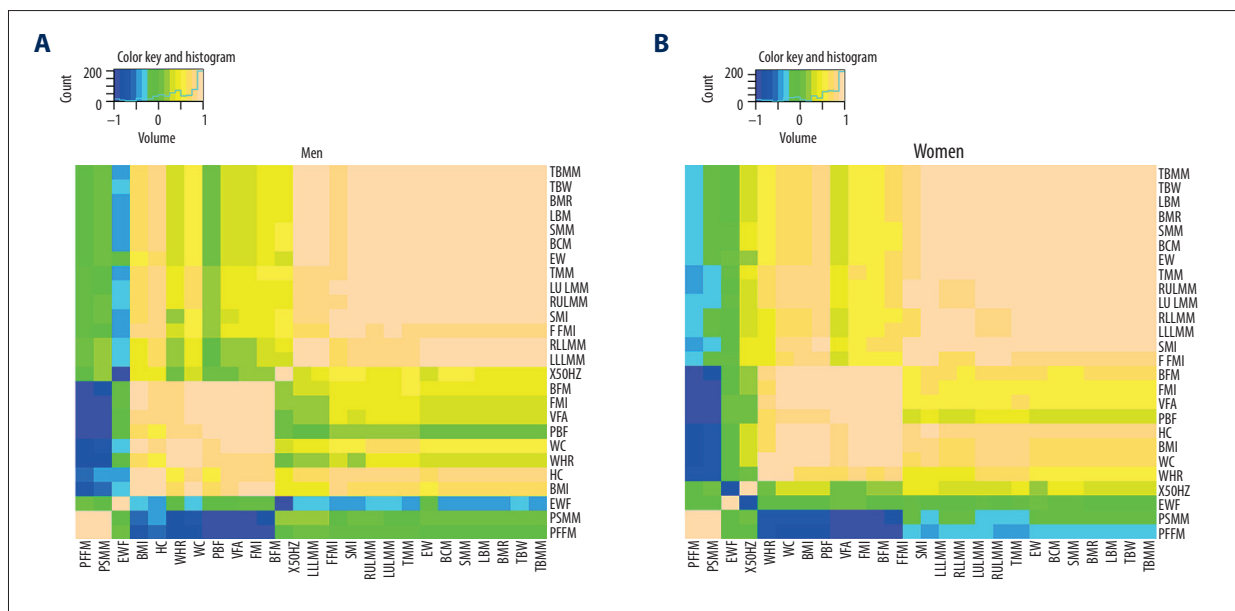 A
Color key and histogram
200
0
Count
−1 0 1
Volume
Men
TBMM
TBW
BMR
LBM
SMM
BCM
EW
TMM
LU LMM
RULMM
SMI
F FMI
RLLMM
LLLMM
X50HZ
BFM
FMI
VFA
PBF
WC
WHR
HC
BMI
EWF
PSMM
PFFM
PFFM
PSMM
EWF
BMI
HC
WHR
WC
PBF
VFA
FMI
BFM
X50HZ
LLLMM
FFMI
SMI
RULMM
LULMM
TMM
EW
BCM
SMM
LBM
BMR
TBW
TBMM
B
Color key and histogram
200
0
Count
−1 0 1
Volume
Women
TBMM
TBW
LBM
BMR
SMM
BCM
EW
TMM
RULMM
LU LMM
RLLMM
LLLMM
SMI
F FMI
BFM
FMI
VFA
PBF
HC
BMI
WC
WHR
X50HZ
EWF
PSMM
PFFM
PFFM
PSMM
EWF
X50HZ
WHR
WC
BMI
PBF
VFA
FMI
BFM
FMI
SMI
LLLMM
RLLMM
LULMM
RULMM
TMM
EW
BCM
SMM
BMR
LBM
TBW
TBMM